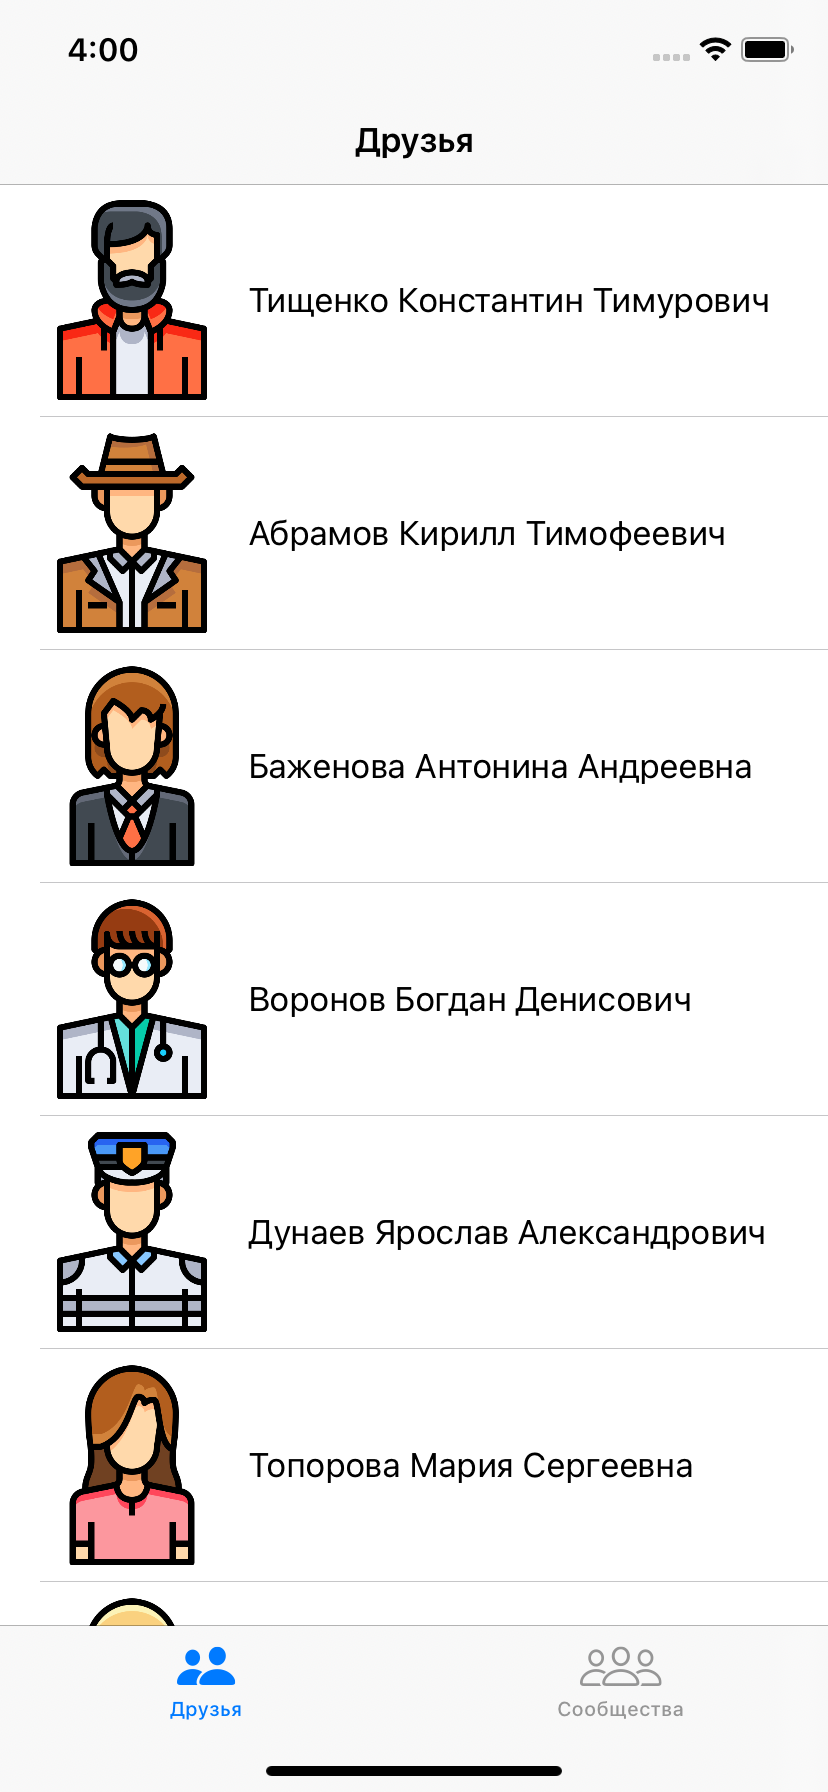 4:00
Друзья
Тищенко Константин Тимурович
Абрамов Кирилл Тимофеевич
Баженова Антонина Андреевна
Воронов Богдан Денисович
Дунаев Ярослав Александрович
Топорова Мария Сергеевна
Друзья
Сообщества